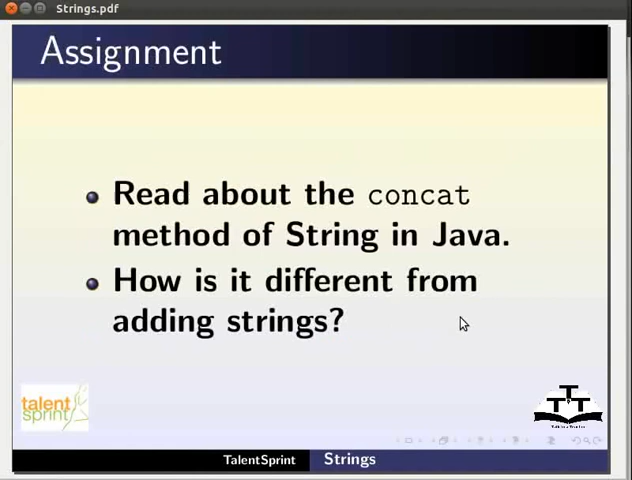 Strings.pdf
Assignment
Read about the concat
method of String in Java.
How is it different from
adding strings?
talent
sprint
TTT
TalentSprint
Strings